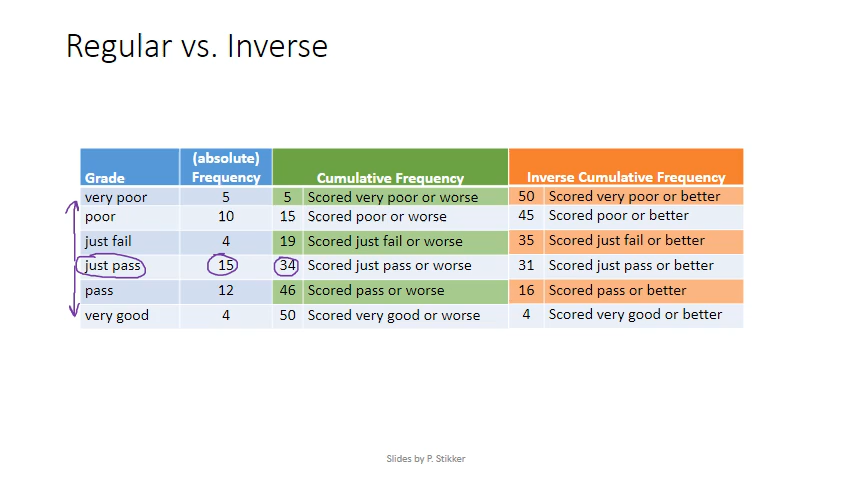 Regular vs. Inverse
(absolute)
Grade Frequency Cumulative Frequency Inverse Cumulative Frequency
very poor 5 5 Scored very poor or worse 50 Scored very poor or better
poor 10 15 Scored poor or worse 45 Scored poor or better
just fail 4 19 Scored just fail or worse 35 Scored just fail or better
just pass 15 34 Scored just pass or worse 31 Scored just pass or better
pass 12 46 Scored pass or worse 16 Scored pass or better
very good 4 50 Scored very good or worse 4 Scored very good or better
Slides by P. Stikker